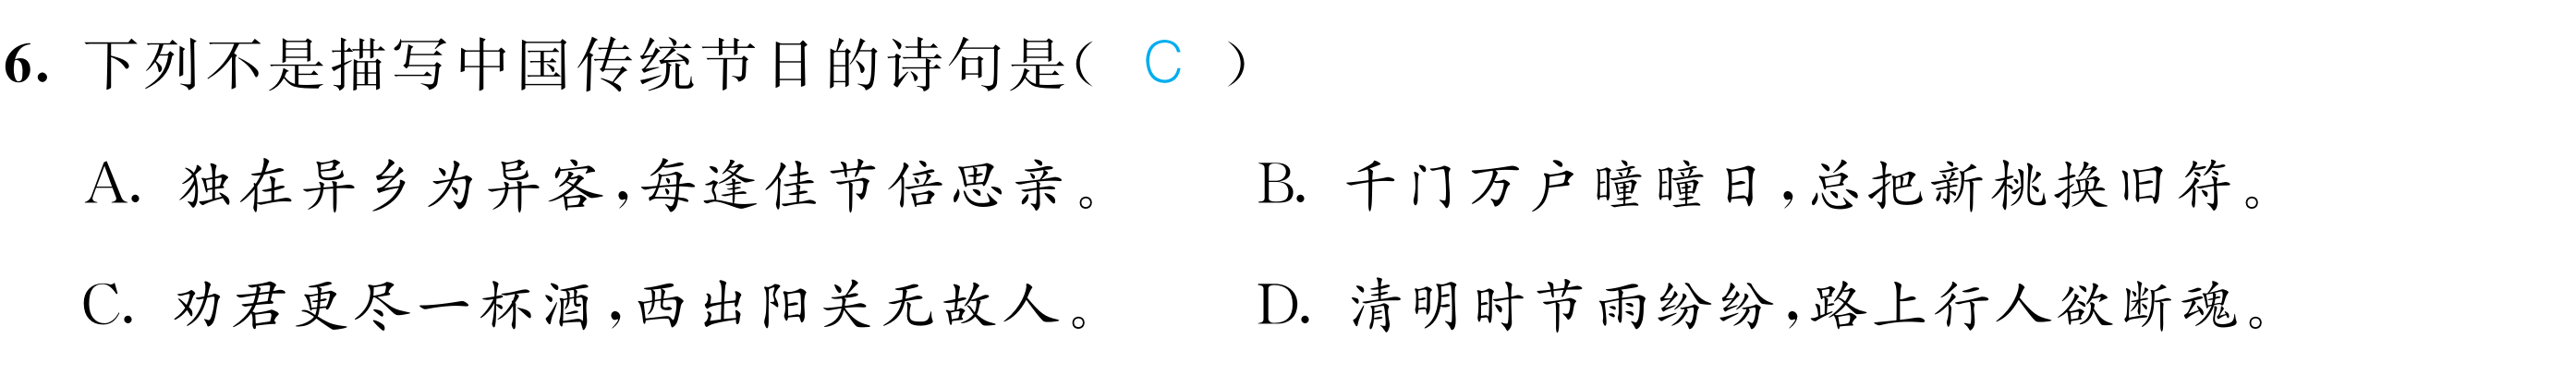 6. 下列不是描写中国传统节日的诗句是( C )
A. 独在异乡为异客,每逢佳节倍思亲。 B. 千门万户曈曈日,总把新桃换旧符。
C. 劝君更尽一杯酒,西出阳关无故人。 D. 清明时节雨纷纷,路上行人欲断魂。